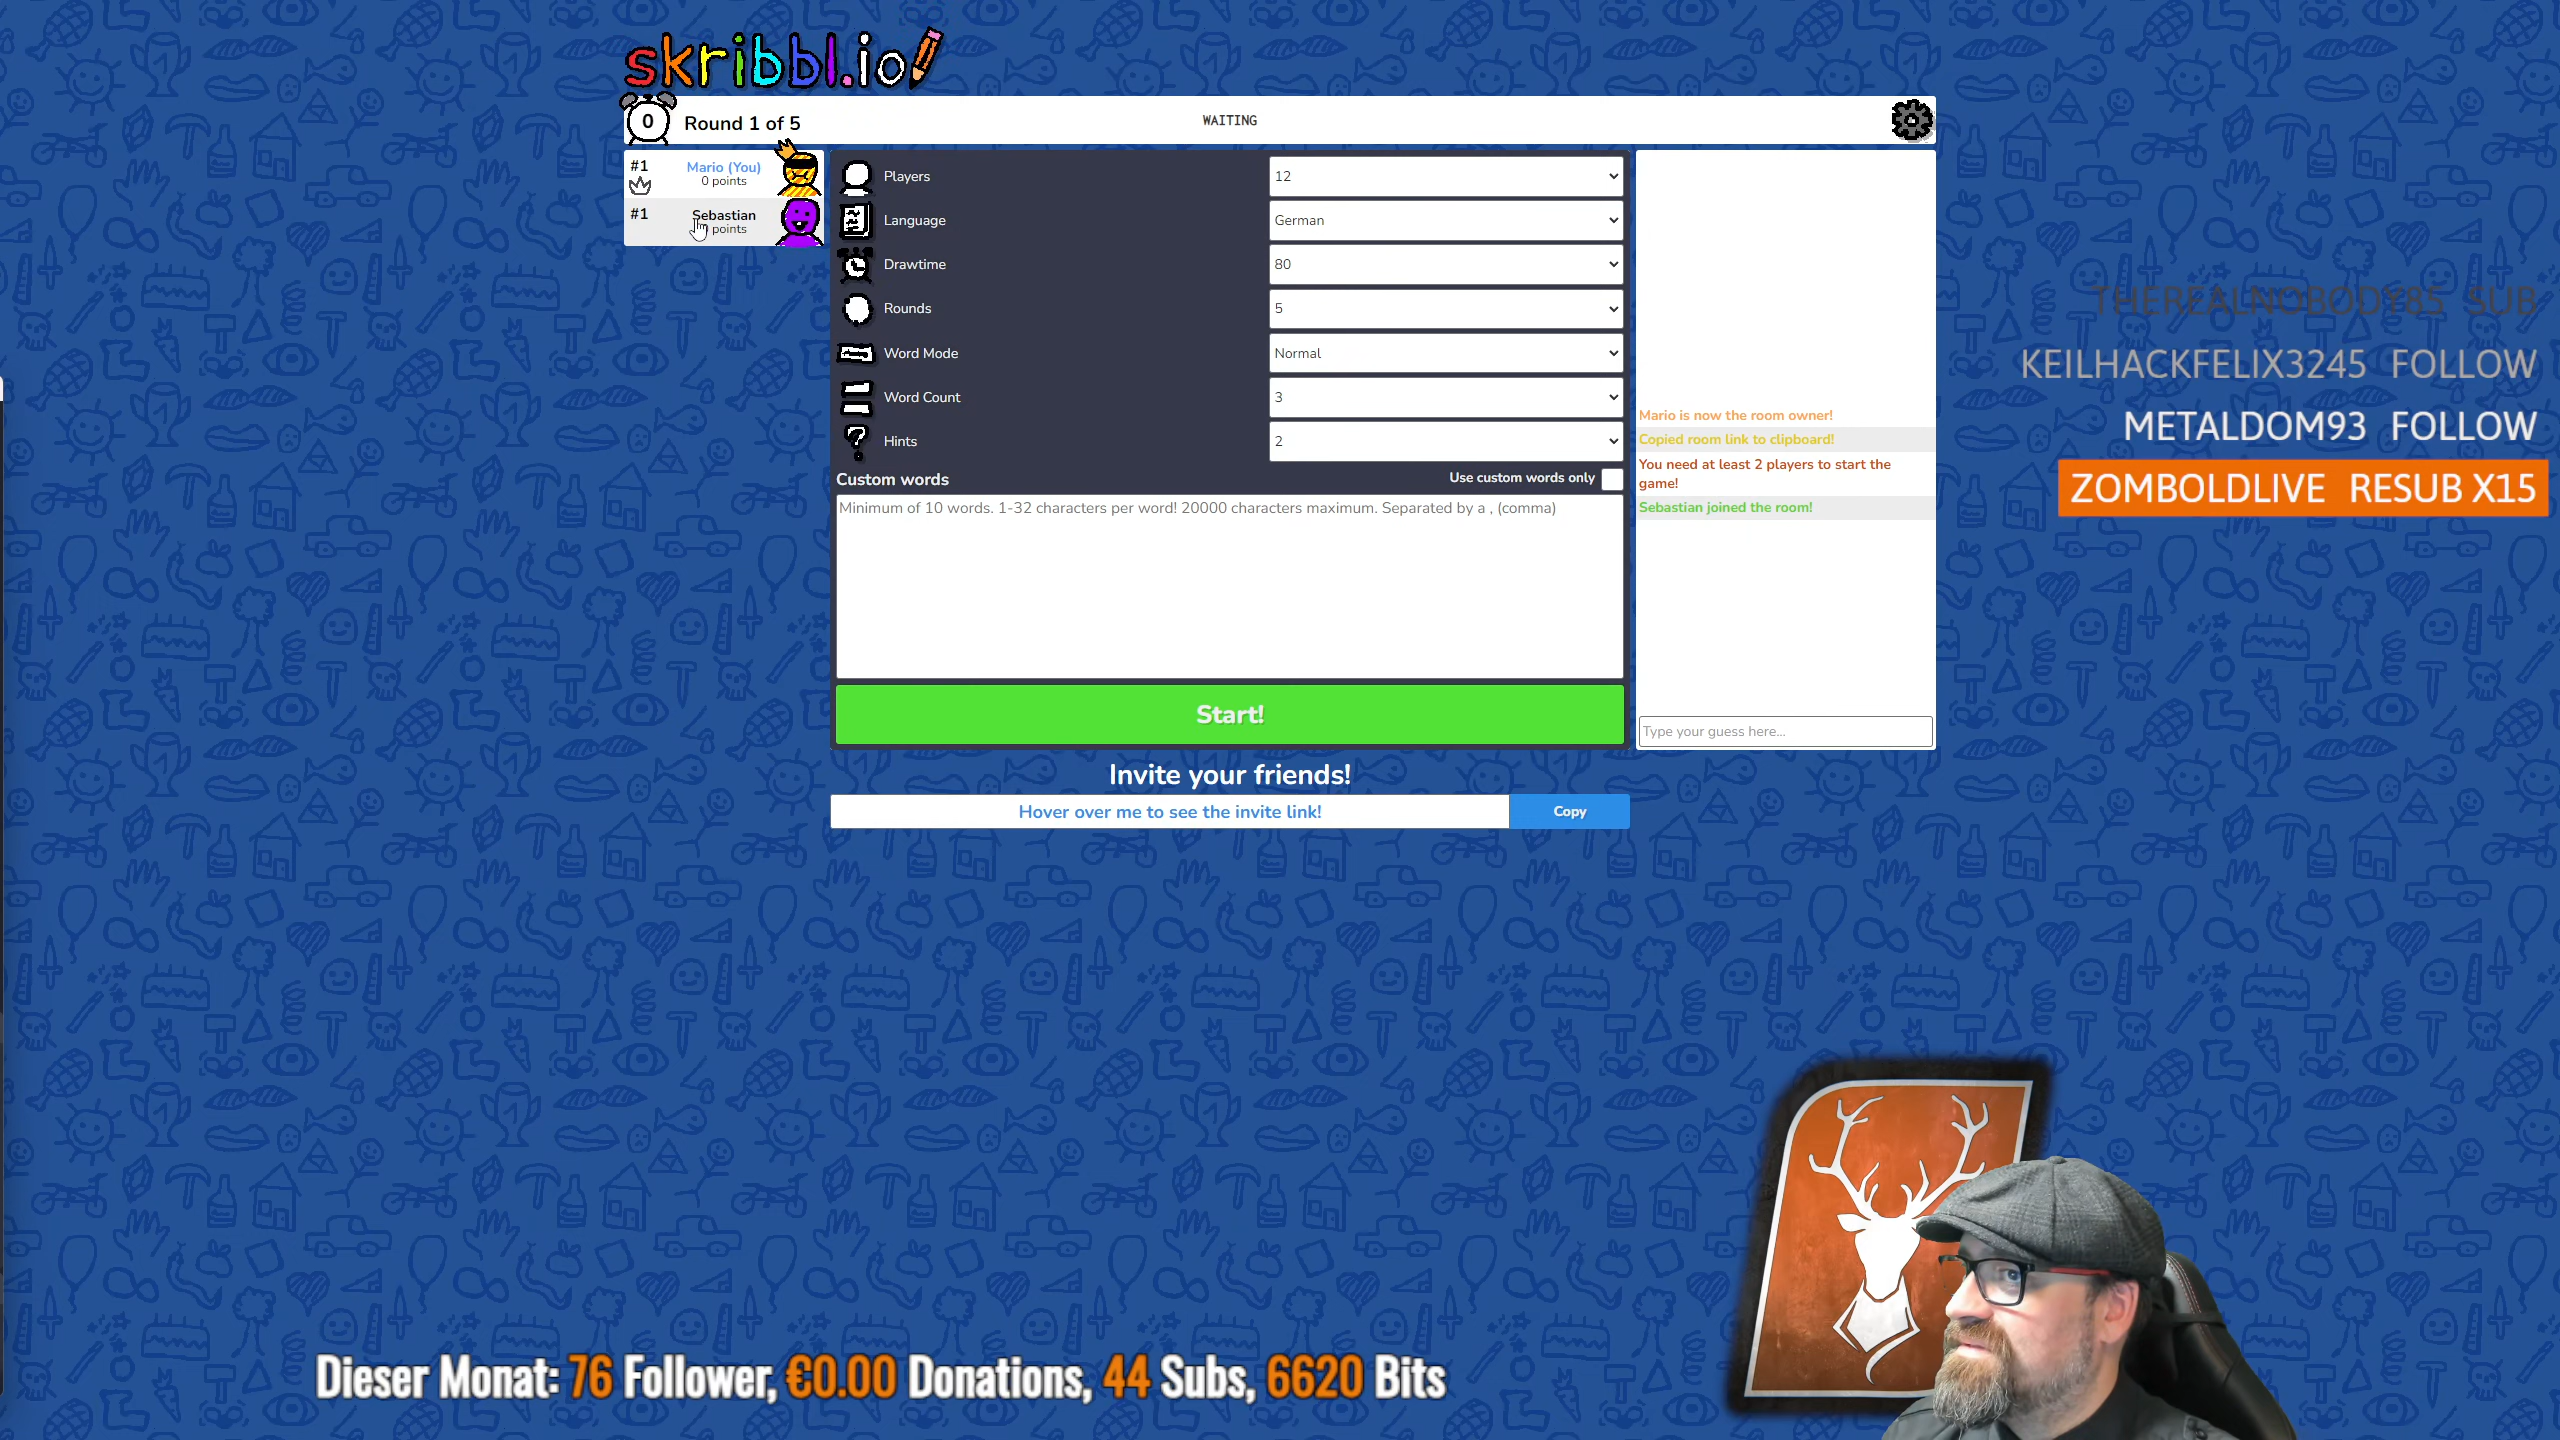 skribbl.io
0
Round 1 of 5
WAITING
#1
Mario (You)
0 points
#1
Sebastian
points
Players
12
Language
German
Drawtime
80
Rounds
5
Word Mode
Normal
Word Count
3
Hints
2
Custom words
Use custom words only
Minimum of 10 words. 1-32 characters per word! 20000 characters maximum. Separated by a , (comma)
Start!
Invite your friends!
Hover over me to see the invite link!
Copy
Mario is now the room owner!
Copied room link to clipboard!
You need at least 2 players to start the
game!
Sebastian joined the room!
Type your guess here...
THEREALNOBODY85 SUB
KEILHACKFELIX3245 FOLLOW
METALDOM93 FOLLOW
ZOMBOLDLIVE RESUB X15
Dieser Monat: 76 Follower, €0.00 Donations, 44 Subs, 6620 Bits